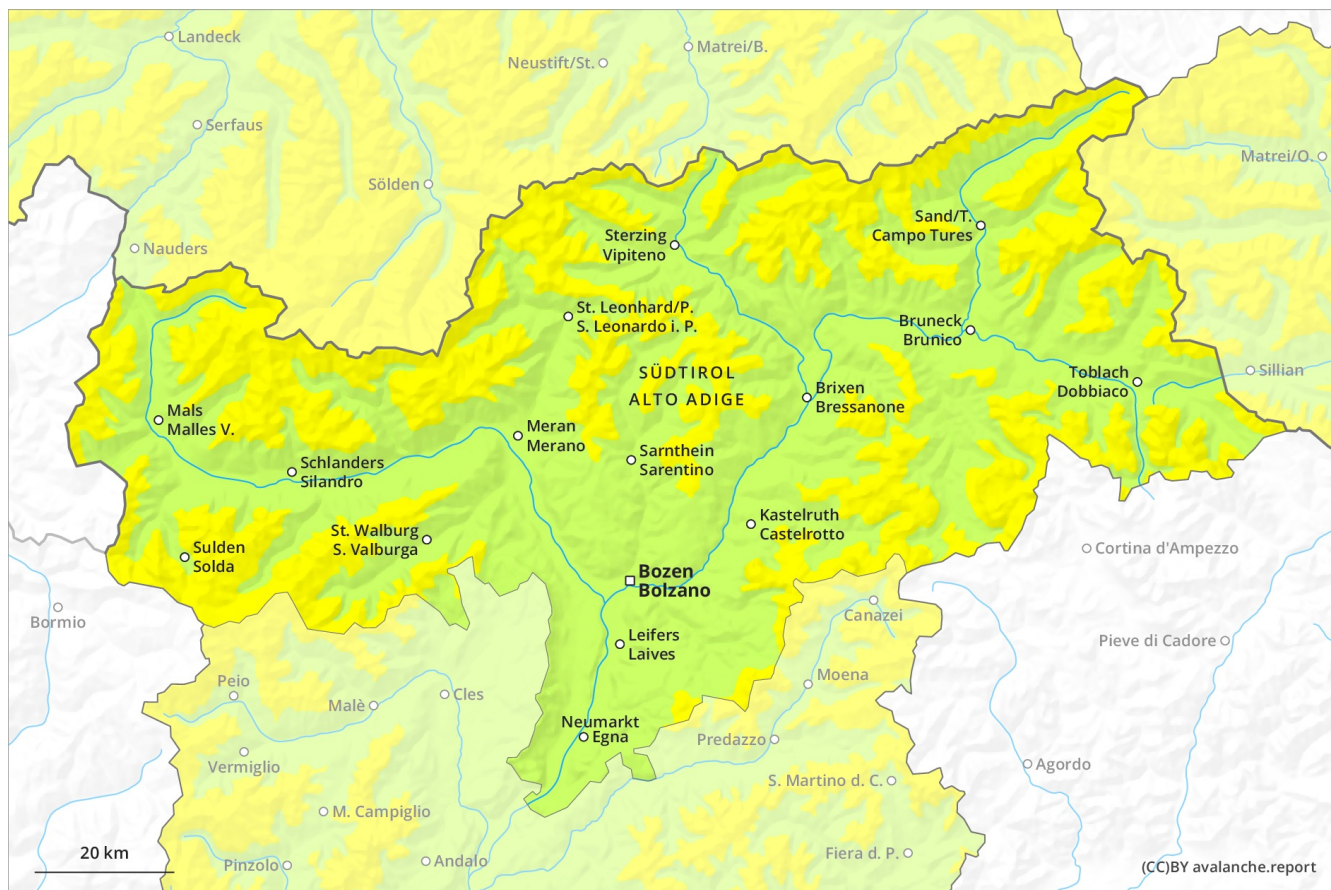 Landeck
Matrei/B.
Neustift/St.
Serfaus
Matrei/O.
Sölden
Sand/T.
Campo Tures
Sterzing
Vipiteno
Nauders
St. Leonhard/P.
S. Leonardo i. P.
Bruneck
Brunico
SÜDTIROL
ALTO ADIGE
Toblach
Dobbiaco
Sillian
Brixen
Bressanone
Mals
Malles V.
Meran
Merano
Sarnthein
Sarentino
Schlanders
Silandro
Kastelruth
Castelrotto
St. Walburg
S. Valburga
Sulden
Solda
Cortina d'Ampezzo
Bozen
Bolzano
Bormio
Canazei
Leifers
Laives
Pieve di Cadore
Peio
Moena
Malè
Cles
Neumarkt
Egna
Predazzo
Vermiglio
Agordo
S. Martino d. C.
M. Campiglio
20 km
Pinzolo
Andalo
Fiera d. P.
(CC)BY avalanche.report